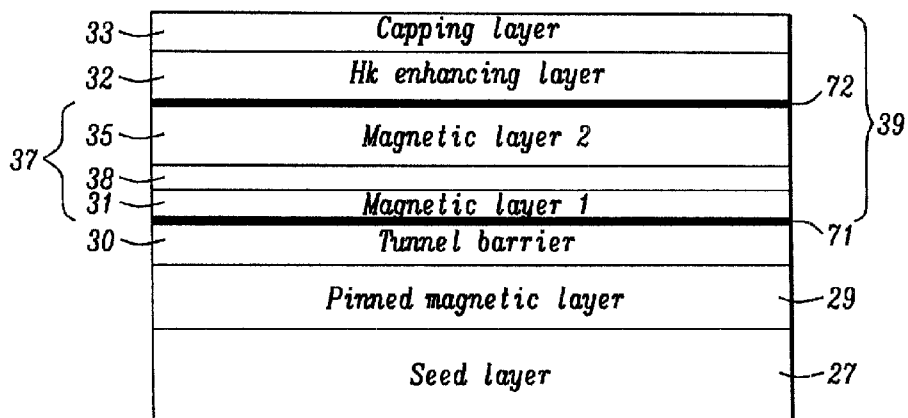 33 Capping layer
32 Hk enhancing layer
72
35 Magnetic layer 2
37 39
38
31 Magnetic layer 1
71
30 Tunnel barrier
Pinned magnetic layer 29
Seed layer 27